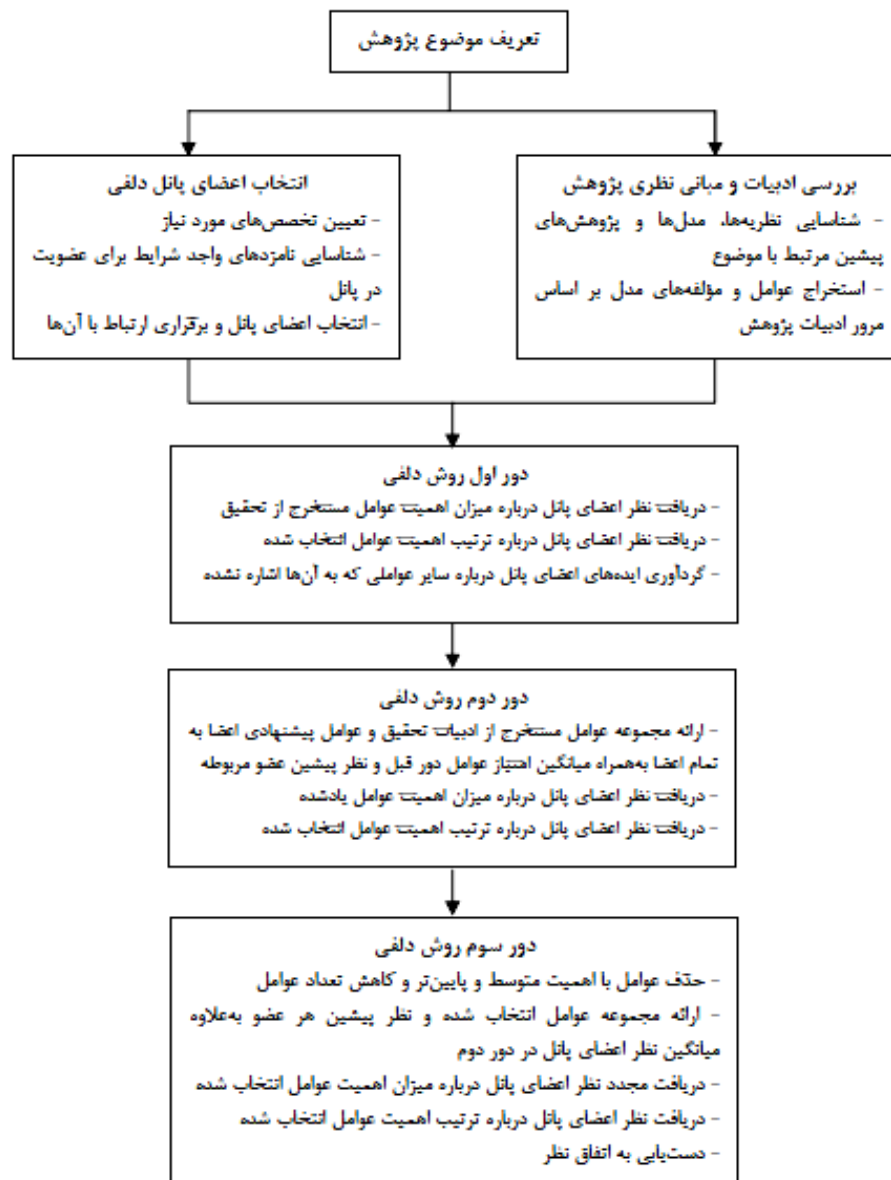 تعریف موضوع پژوهش
بررسی ادبیات و مبانی نظری پژوهش
- شناسایی نظریه‌ها، مدل‌ها و پژوهش‌های
پیشین مرتبط با موضوع
- استخراج عوامل و مؤلفه‌های مدل بر اساس
مرور ادبیات پژوهش
انتخاب اعضای پانل دلفی
- تعیین تخصص‌های مورد نیاز
- شناسایی نامزدهای واجد شرایط برای عضویت
در پانل
- انتخاب اعضای پانل و برقراری ارتباط با آن‌ها
دور اول روش دلفی
- دریافت نظر اعضای پانل درباره میزان اهمیت عوامل مستخرج از تحقیق
- دریافت نظر اعضای پانل درباره ترتیب اهمیت عوامل انتخاب شده
- گردآوری ایده‌های اعضای پانل درباره سایر عواملی که به آن‌ها اشاره نشده
دور دوم روش دلفی
- ارائه مجموعه عوامل مستخرج از ادبیات تحقیق و عوامل پیشنهادی اعضا به
تمام اعضا به‌همراه میانگین امتیاز عوامل دور قبل و نظر پیشین عضو مربوطه
- دریافت نظر اعضای پانل درباره میزان اهمیت عوامل یادشده
- دریافت نظر اعضای پانل درباره ترتیب اهمیت عوامل انتخاب شده
دور سوم روش دلفی
- حذف عوامل با اهمیت متوسط و پایین‌تر و کاهش تعداد عوامل
- ارائه مجموعه عوامل انتخاب شده و نظر پیشین هر عضو به‌علاوه
میانگین نظر اعضای پانل در دور دوم
- دریافت مجدد نظر اعضای پانل درباره میزان اهمیت عوامل انتخاب شده
- دریافت نظر اعضای پانل درباره ترتیب اهمیت عوامل انتخاب شده
- دست‌یابی به اتفاق نظر